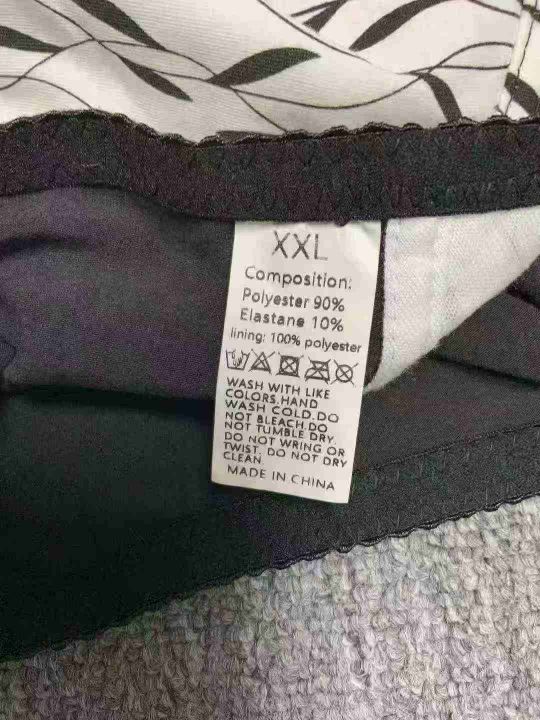 XXL
Composition:
Polyester 90%
Elastane 10%
lining: 100% polyester
WASH WITH LIKE
COLORS.HAND
WASH COLD.DO
NOT BLEACH.DO
NOT TUMBLE DRY.
DO NOT WRING OR
TWIST. DO NOT DRY
CLEAN
MADE IN CHINA